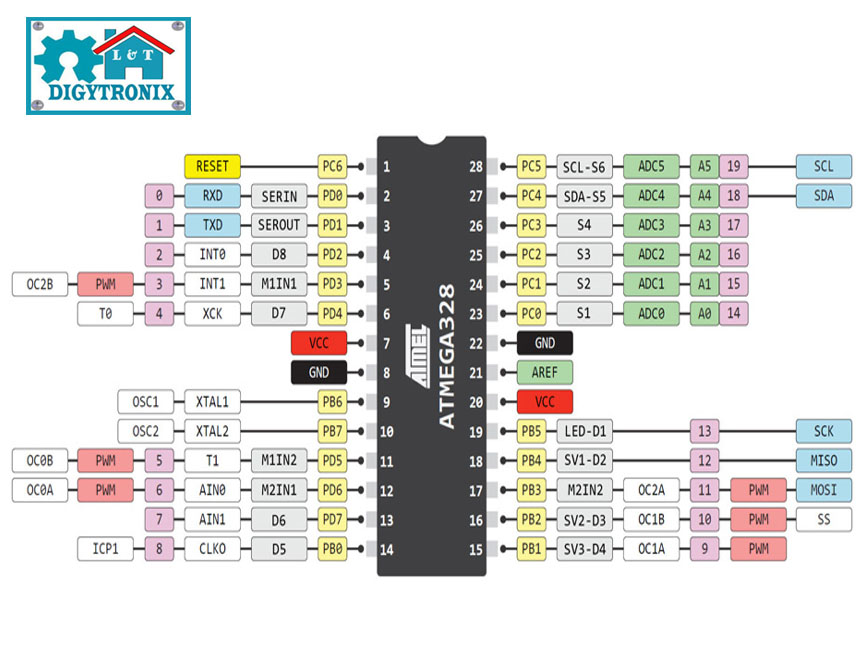 L & T
DIGYTRONIX
RESET PC6 1 28 PC5 SCL-S6 ADC5 A5 19 SCL
0 RXD SERIN PD0 2 27 PC4 SDA-S5 ADC4 A4 18 SDA
1 TXD SEROUT PD1 3 26 PC3 S4 ADC3 A3 17
2 INT0 D8 PD2 4 25 PC2 S3 ADC2 A2 16
OC2B PWM 3 INT1 M1IN1 PD3 5 24 PC1 S2 ADC1 A1 15
T0 4 XCK D7 PD4 6 23 PC0 S1 ADC0 A0 14
VCC 7 22 GND
GND 8 21 AREF
OSC1 XTAL1 PB6 9 20 VCC
OSC2 XTAL2 PB7 10 19 PB5 LED-D1 13 SCK
OC0B PWM 5 T1 M1IN2 PD5 11 18 PB4 SV1-D2 12 MISO
OC0A PWM 6 AIN0 M2IN1 PD6 12 17 PB3 M2IN2 OC2A 11 PWM MOSI
7 AIN1 D6 PD7 13 16 PB2 SV2-D3 OC1B 10 PWM SS
ICP1 8 CLKO D5 PB0 14 15 PB1 SV3-D4 OC1A 9 PWM
ATMEL
ATMEGA328